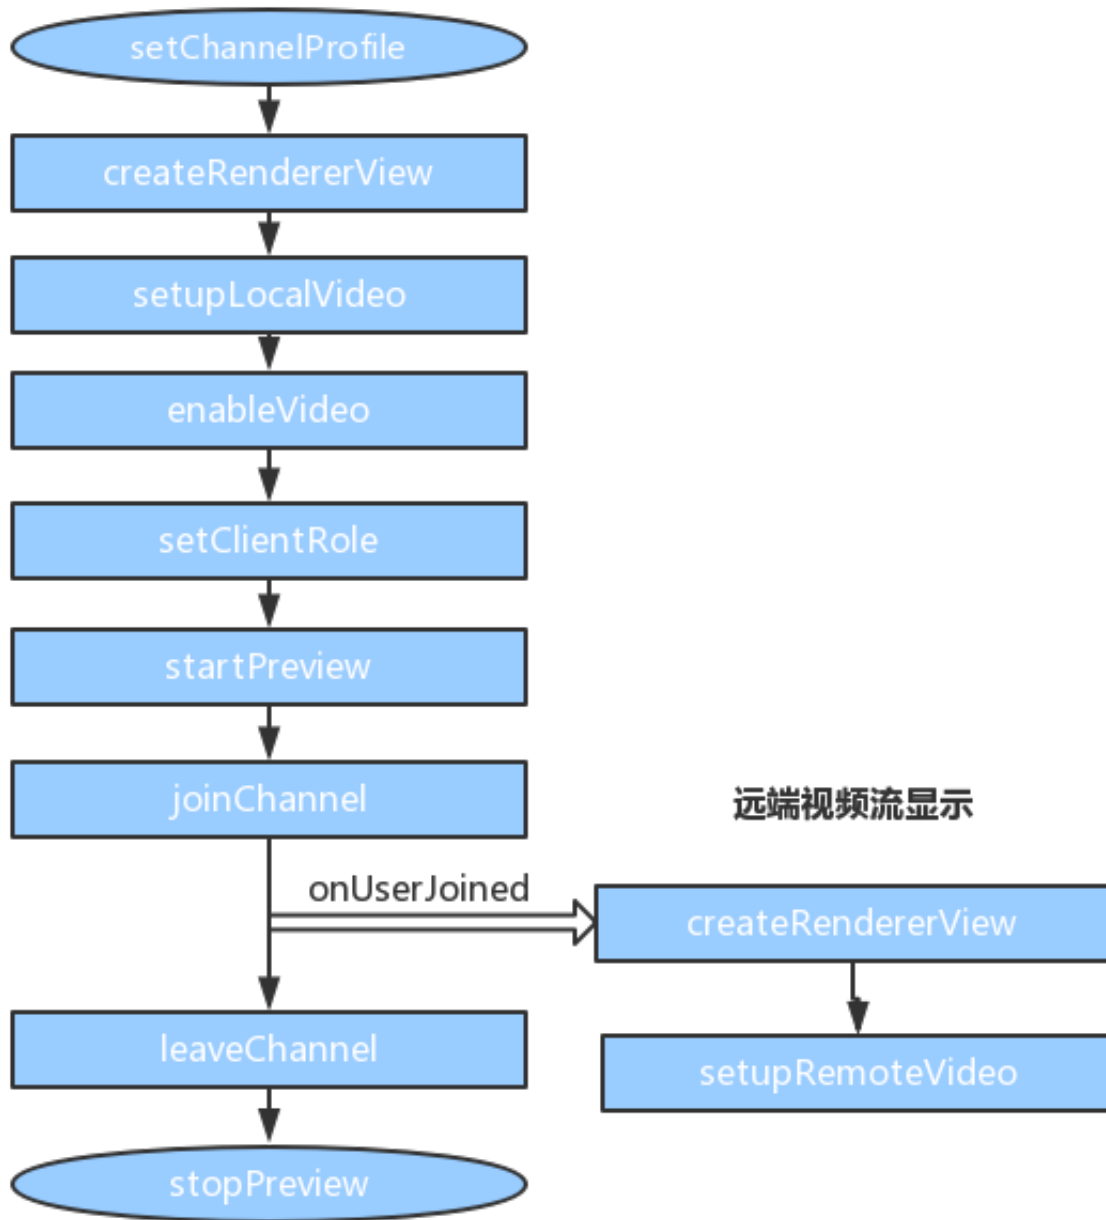 setChannelProfile
createRendererView
setupLocalVideo
enableVideo
setClientRole
startPreview
joinChannel
远端视频流显示
onUserJoined
createRendererView
leaveChannel
setupRemoteVideo
stopPreview